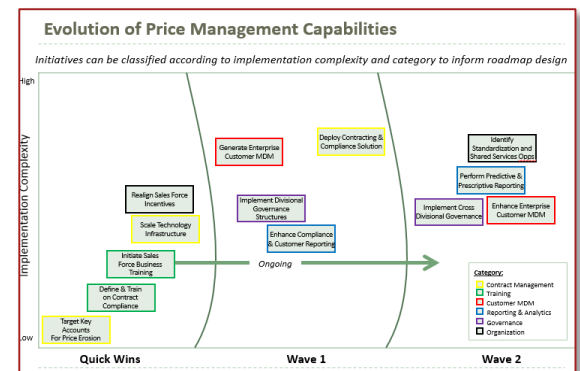 Evolution of Price Management Capabilities
Initiatives can be classified according to implementation complexity and category to inform roadmap design
High
Implementation Complexity
Low
Generate Enterprise
Customer MDM
Deploy Contracting &
Compliance Solution
Identify
Standardization and
Shared Services Opps
Perform Predictive &
Prescriptive Reporting
Realign Sales Force
Incentives
Implement Divisional
Governance
Structures
Implement Cross
Divisional Governance
Enhance Enterprise
Customer MDM
Scale Technology
Infrastructure
Enhance Compliance
& Customer Reporting
Initiate Sales
Force Business
Training
Ongoing
Define & Train
on Contract
Compliance
Target Key
Accounts
For Price Erosion
Category:
Contract Management
Training
Customer MDM
Reporting & Analytics
Governance
Organization
Quick Wins
Wave 1
Wave 2